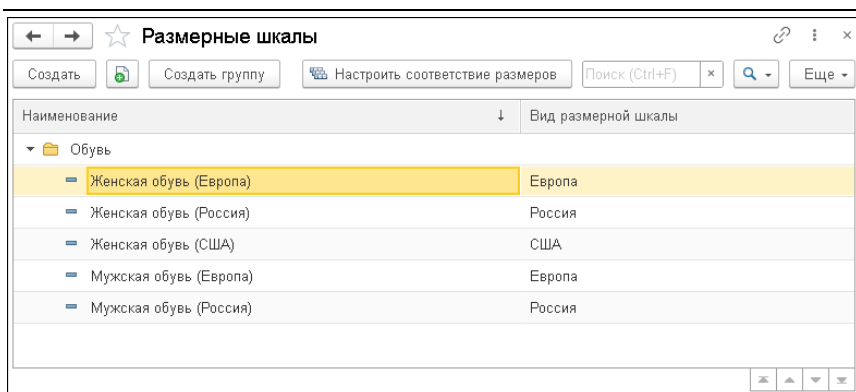 Размерные шкалы
Создать Создать группу Настроить соответствие размеров Поиск (Ctrl+F) × Еще
Наименование ↓ Вид размерной шкалы
Обувь
Женская обувь (Европа) Европа
Женская обувь (Россия) Россия
Женская обувь (США) США
Мужская обувь (Европа) Европа
Мужская обувь (Россия) Россия